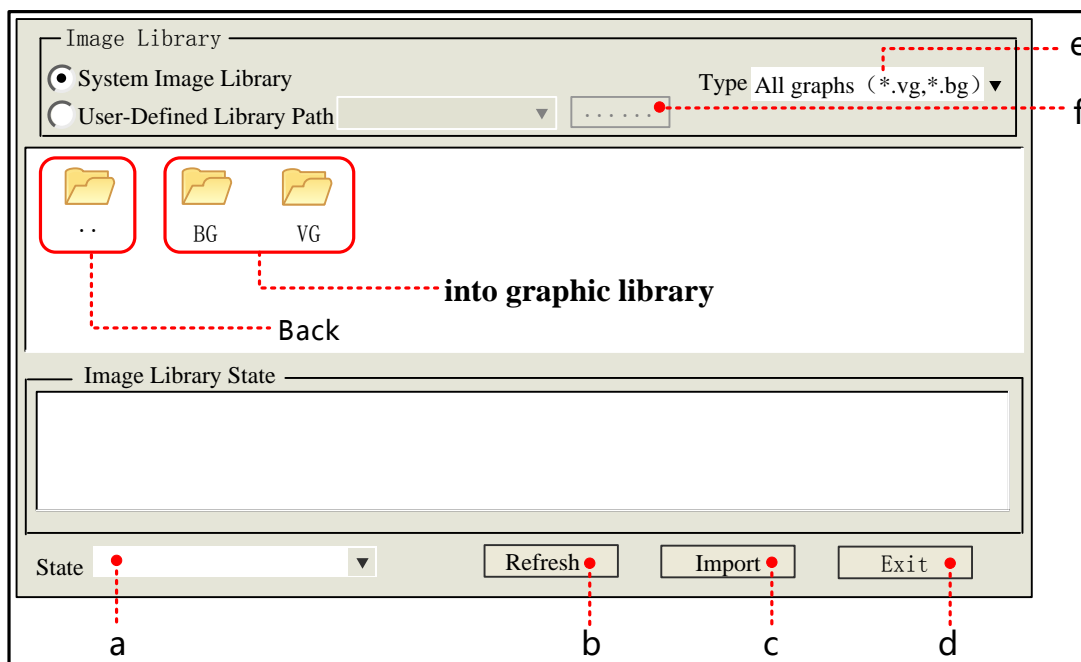 Image Library
e
System Image Library
Type All graphs（*.vg,*.bg）
User-Defined Library Path
......
f
..
BG
VG
into graphic library
Back
Image Library State
State
Refresh
Import
Exit
a
b
c
d